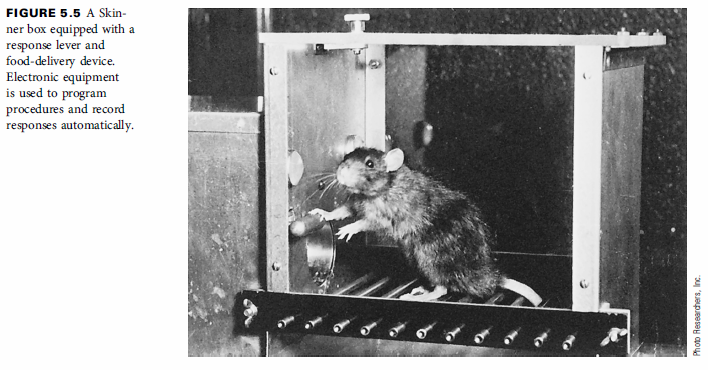 FIGURE 5.5 A Skin-
ner box equipped with a
response lever and
food-delivery device.
Electronic equipment
is used to program
procedures and record
responses automatically.
Photo Researchers, Inc.